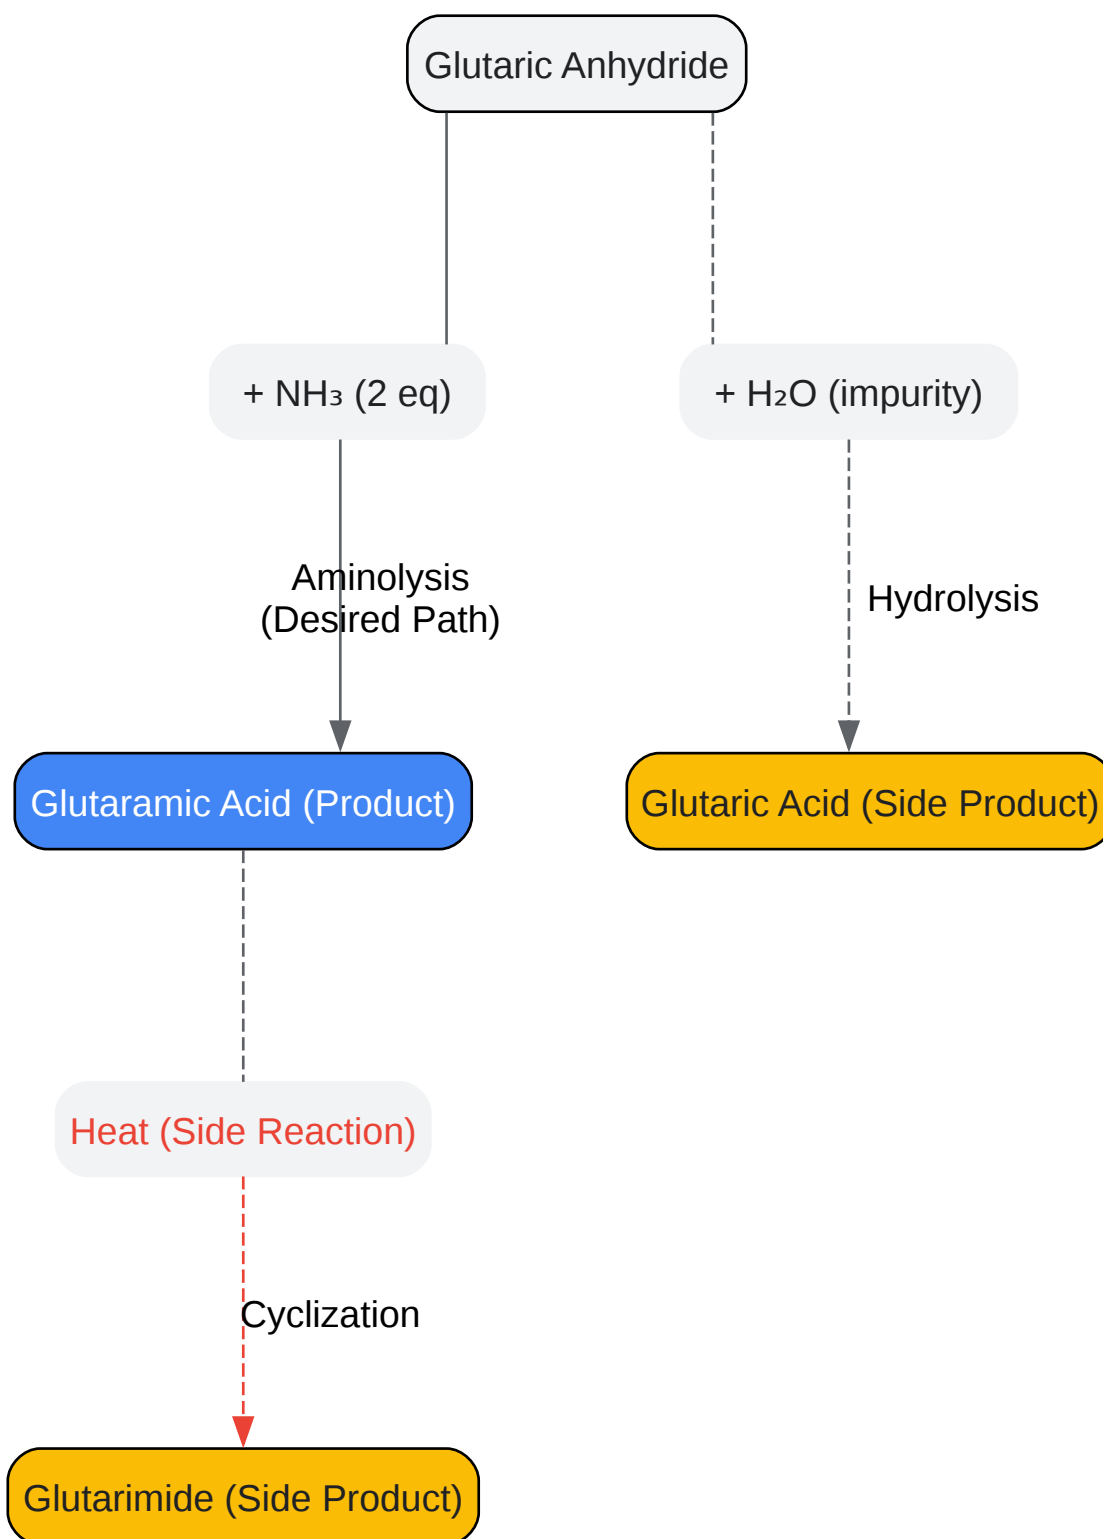 Glutaric Anhydride
+ NH₃ (2 eq)
+ H₂O (impurity)
Aminolysis
(Desired Path)
Hydrolysis
Glutaramic Acid (Product)
Glutaric Acid (Side Product)
Heat (Side Reaction)
Cyclization
Glutarimide (Side Product)